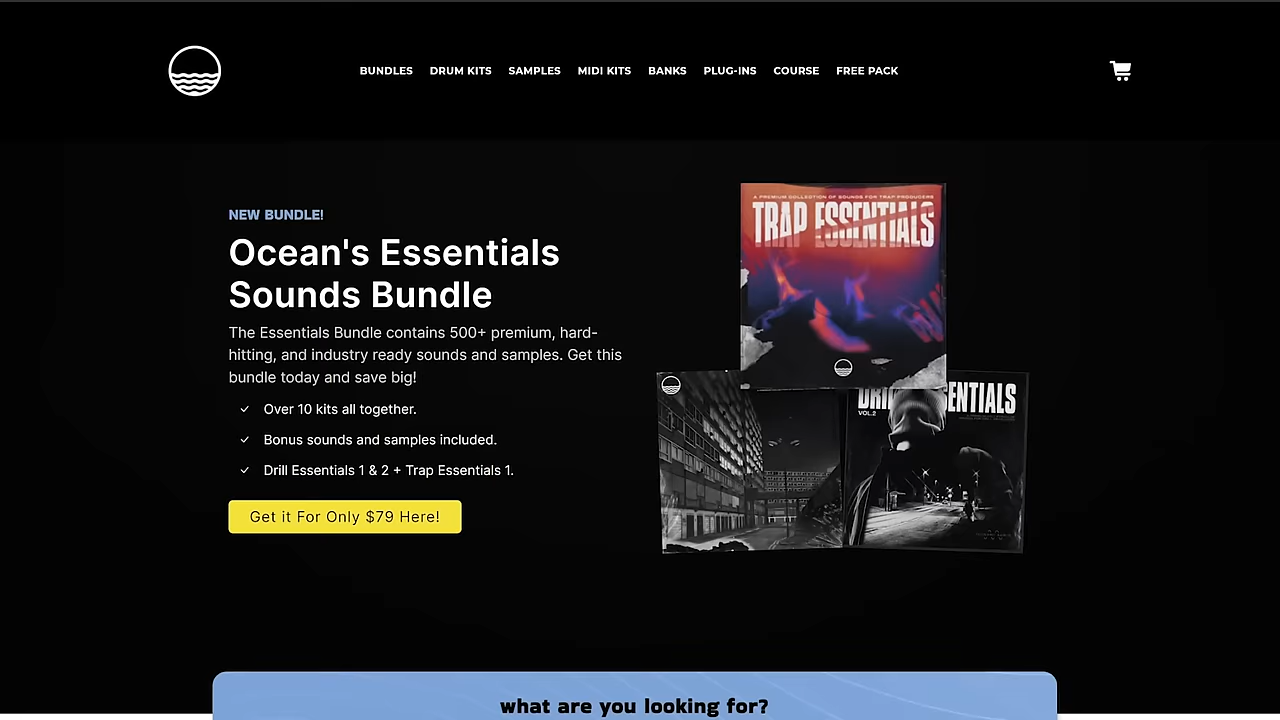 BUNDLES DRUM KITS SAMPLES MIDI KITS BANKS PLUG-INS COURSE FREE PACK
NEW BUNDLE!
Ocean's Essentials
Sounds Bundle
The Essentials Bundle contains 500+ premium, hard-
hitting, and industry ready sounds and samples. Get this
bundle today and save big!
Over 10 kits all together.
Bonus sounds and samples included.
Drill Essentials 1 & 2 + Trap Essentials 1.
Get it For Only $79 Here!
A PREMIUM COLLECTION OF SOUNDS FOR TRAP PRODUCERS
TRAP ESSENTIALS
VOL.2
what are you looking for?